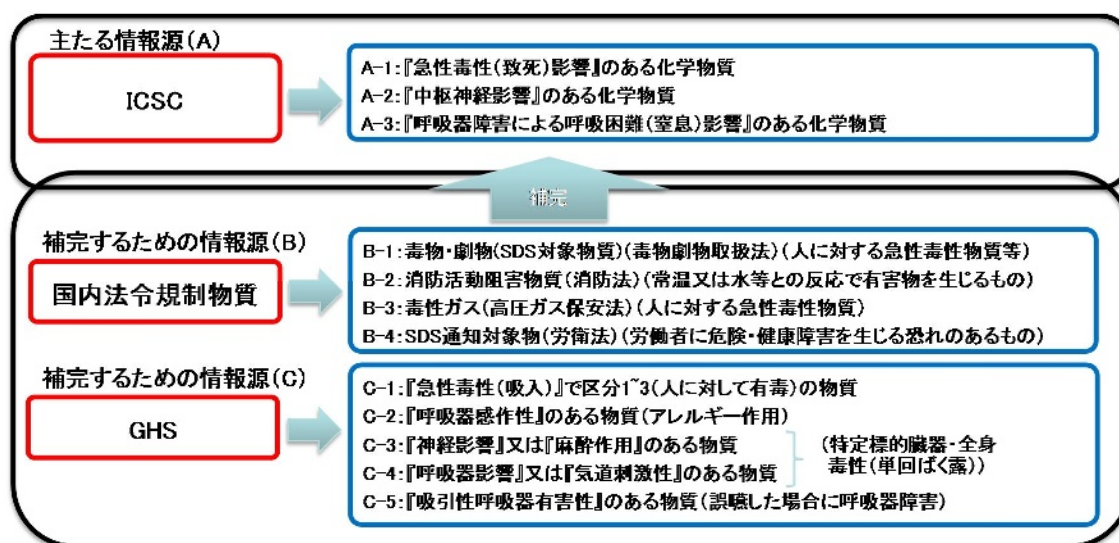 主たる情報源(A)
ICSC
A-1:『急性毒性(致死)影響』のある化学物質
A-2:『中枢神経影響』のある化学物質
A-3:『呼吸器障害による呼吸困難(窒息)影響』のある化学物質
補完
補完するための情報源(B)
国内法令規制物質
B-1:毒物・劇物(SDS対象物質)(毒物劇物取扱法)(人に対する急性毒性物質等)
B-2:消防活動阻害物質(消防法)(常温又は水等との反応で有害物を生じるもの)
B-3:毒性ガス(高圧ガス保安法)(人に対する急性毒性物質)
B-4:SDS通知対象物(労衛法)(労働者に危険・健康障害を生じる恐れのあるもの)
補完するための情報源(C)
GHS
C-1:『急性毒性(吸入)』で区分1~3(人に対して有毒)の物質
C-2:『呼吸器感作性』のある物質(アレルギー作用)
C-3:『神経影響』又は『麻酔作用』のある物質
C-4:『呼吸器影響』又は『気道刺激性』のある物質
(特定標的臓器・全身
毒性(単回ばく露))
C-5:『吸引性呼吸器有害性』のある物質(誤嚥した場合に呼吸器障害)